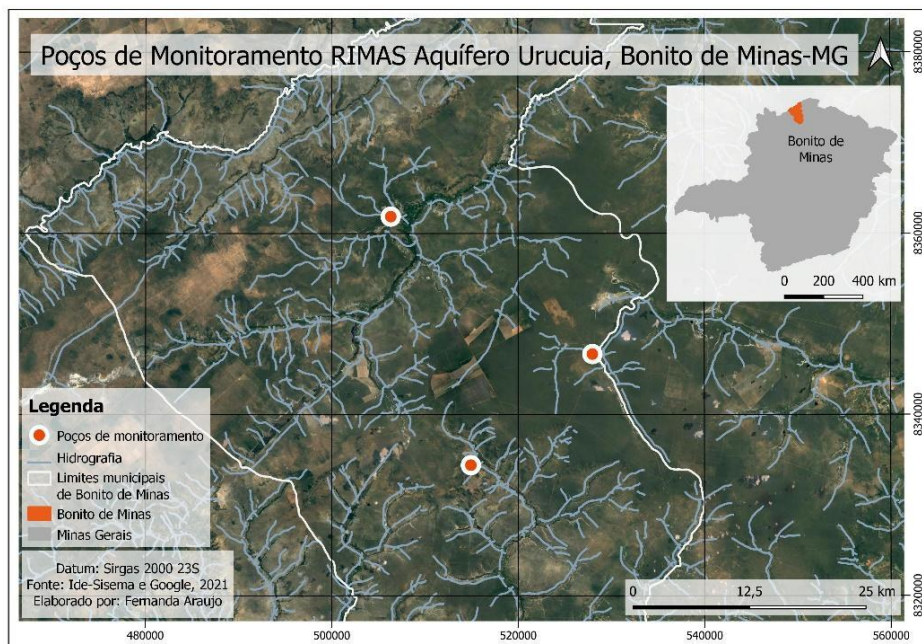 Poços de Monitoramento RIMAS Aquífero Urucuia, Bonito de Minas-MG
Bonito de
Minas
0 200 400 km
8380000
8360000
8340000
8320000
Legenda
Poços de monitoramento
Hidrografia
Limites municipais
de Bonito de Minas
Bonito de Minas
Minas Gerais
Datum: Sirgas 2000 23S
Fonte: Ide-Sisema e Google, 2021
Elaborado por: Fernanda Araujo
0 12,5 25 km
480000 500000 520000 540000 560000